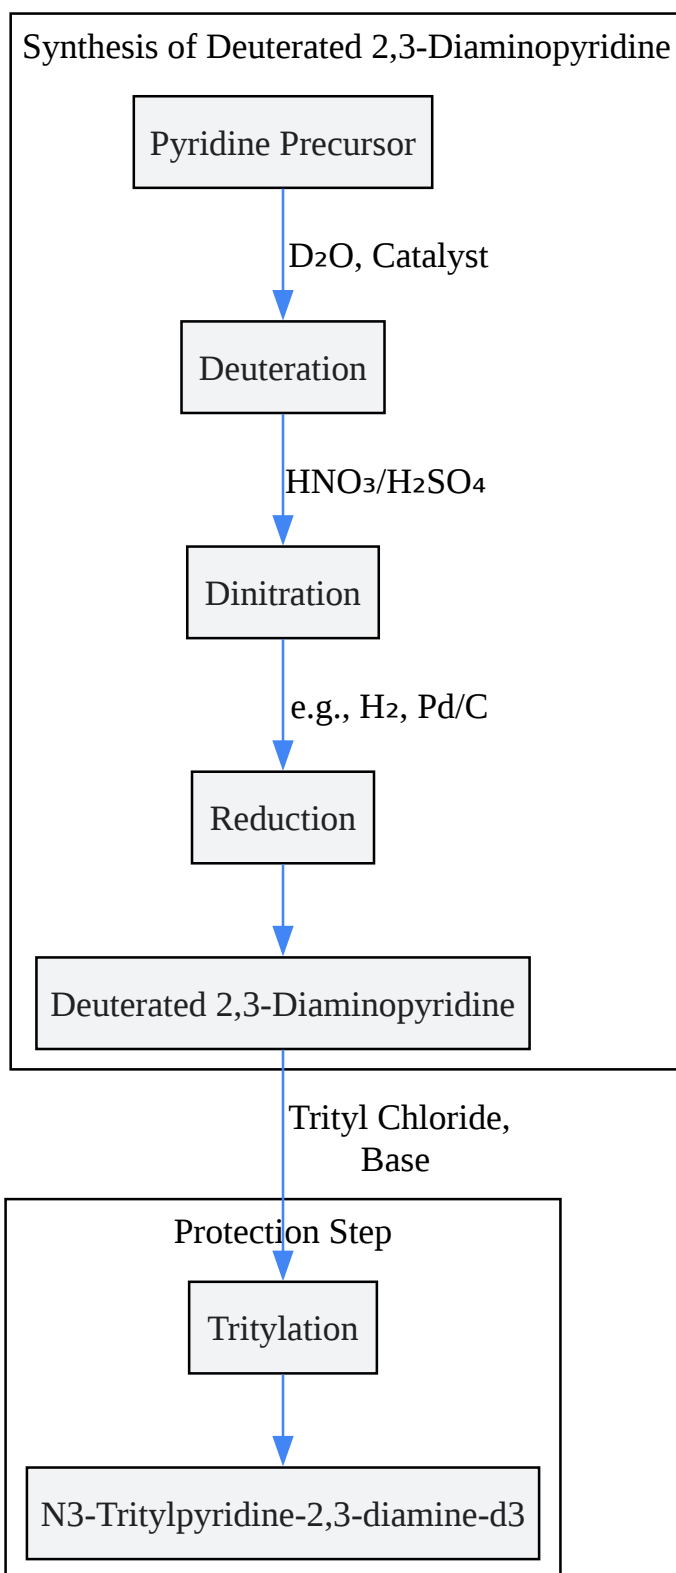 Synthesis of Deuterated 2,3-Diaminopyridine
Pyridine Precursor
D₂O, Catalyst
Deuteration
HNO₃/H₂SO₄
Dinitration
e.g., H₂, Pd/C
Reduction
Deuterated 2,3-Diaminopyridine
Trityl Chloride,
Base
Protection Step
Tritylation
N3-Tritylpyridine-2,3-diamine-d3